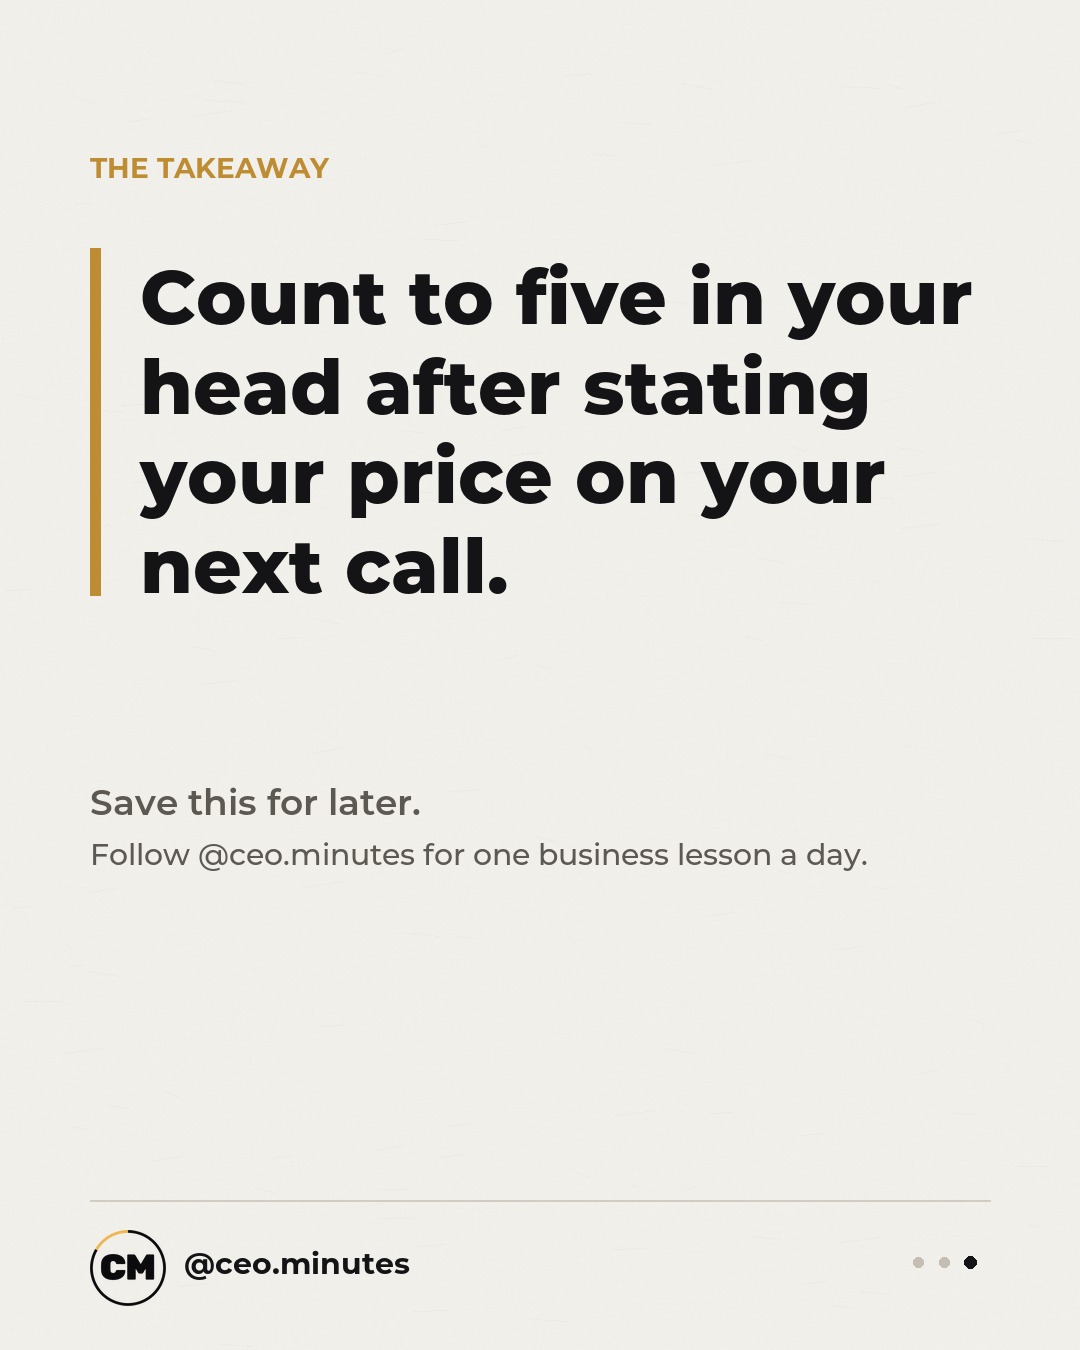 THE TAKEAWAY
Count to five in your
head after stating
your price on your
next call.
Save this for later.
Follow @ceo.minutes for one business lesson a day.
CM
@ceo.minutes